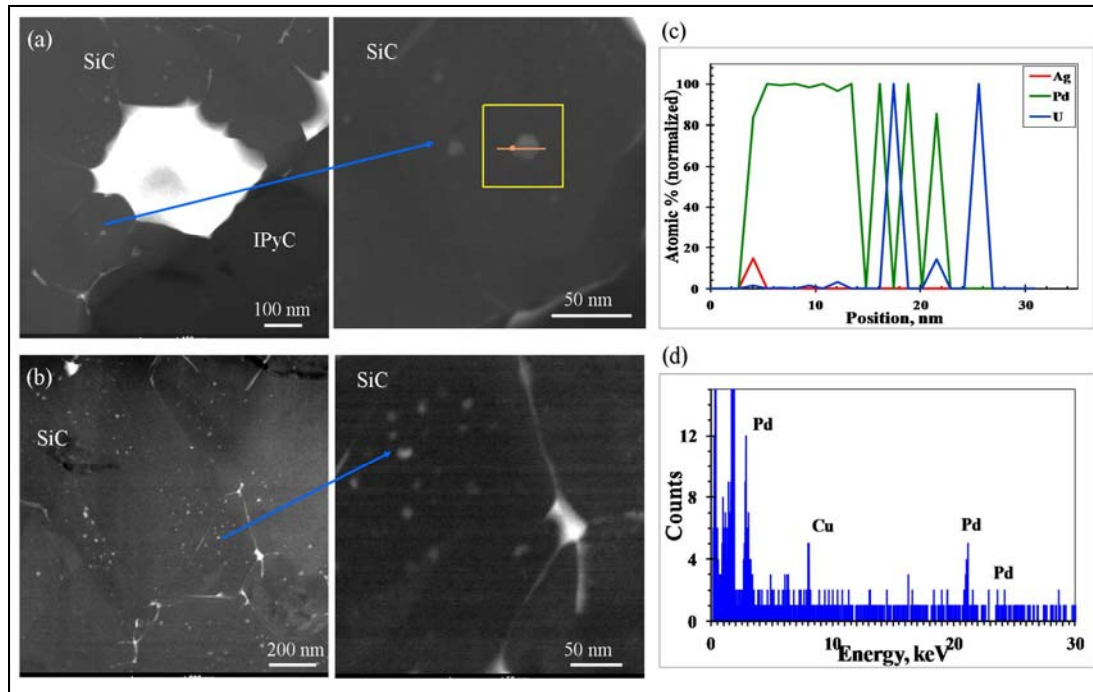 (a)
SiC
IPyC
100 nm
SiC
50 nm
(c)
Ag
Pd
U
Atomic % (normalized)
100
80
60
40
20
0
0 10 20 30
Position, nm
(b)
SiC
200 nm
SiC
50 nm
(d)
Counts
12
8
4
0
Pd
Cu
Pd
Pd
0 10 20 30
Energy, keV